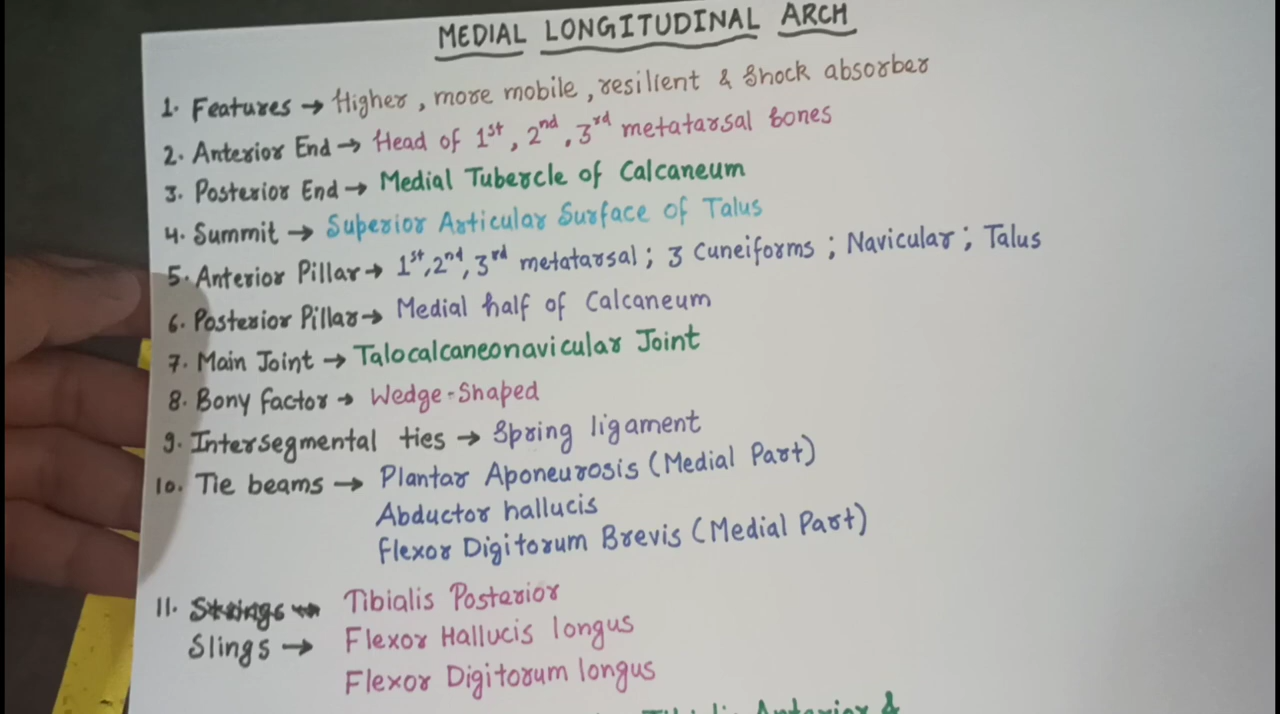 MEDIAL LONGITUDINAL ARCH
1. Features → Higher, more mobile, resilient & Shock absorber
2. Anterior End → Head of 1st, 2nd, 3rd metatarsal bones
3. Posterior End → Medial Tubercle of Calcaneum
4. Summit → Superior Articular Surface of Talus
5. Anterior Pillar → 1st, 2nd, 3rd metatarsal; 3 Cuneiforms; Navicular; Talus
6. Posterior Pillar → Medial half of Calcaneum
7. Main Joint → Talocalcaneonavicular Joint
8. Bony factor → Wedge-Shaped
9. Intersegmental ties → Spring ligament
10. Tie beams → Plantar Aponeurosis (Medial Part)
Abductor hallucis
Flexor Digitorum Brevis (Medial Part)
11. Strings → Tibialis Posterior
Slings → Flexor Hallucis longus
Flexor Digitorum longus
Tibialis Anterior &